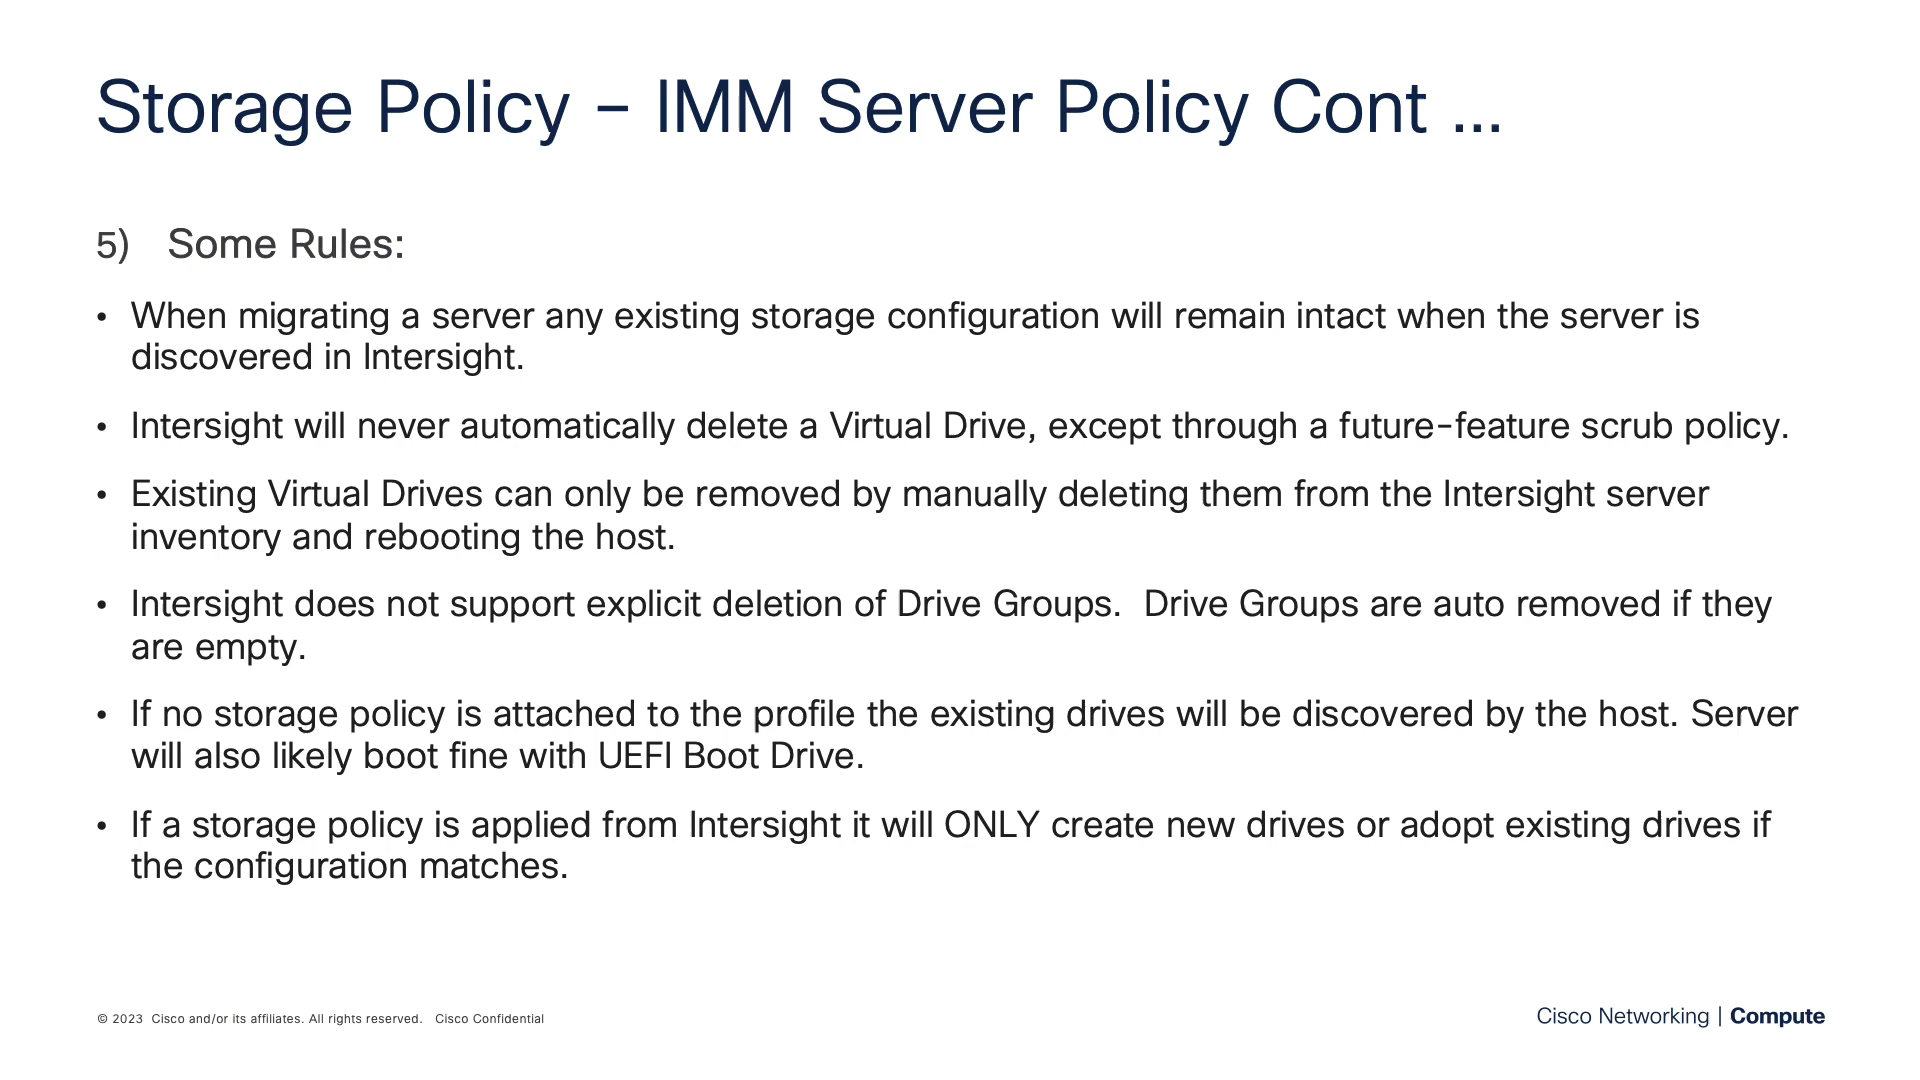 Storage Policy – IMM Server Policy Cont ...
5) Some Rules:
• When migrating a server any existing storage configuration will remain intact when the server is
discovered in Intersight.
• Intersight will never automatically delete a Virtual Drive, except through a future-feature scrub policy.
• Existing Virtual Drives can only be removed by manually deleting them from the Intersight server
inventory and rebooting the host.
• Intersight does not support explicit deletion of Drive Groups.  Drive Groups are auto removed if they
are empty.
• If no storage policy is attached to the profile the existing drives will be discovered by the host. Server
will also likely boot fine with UEFI Boot Drive.
• If a storage policy is applied from Intersight it will ONLY create new drives or adopt existing drives if
the configuration matches.
© 2023  Cisco and/or its affiliates. All rights reserved.   Cisco Confidential
Cisco Networking | Compute